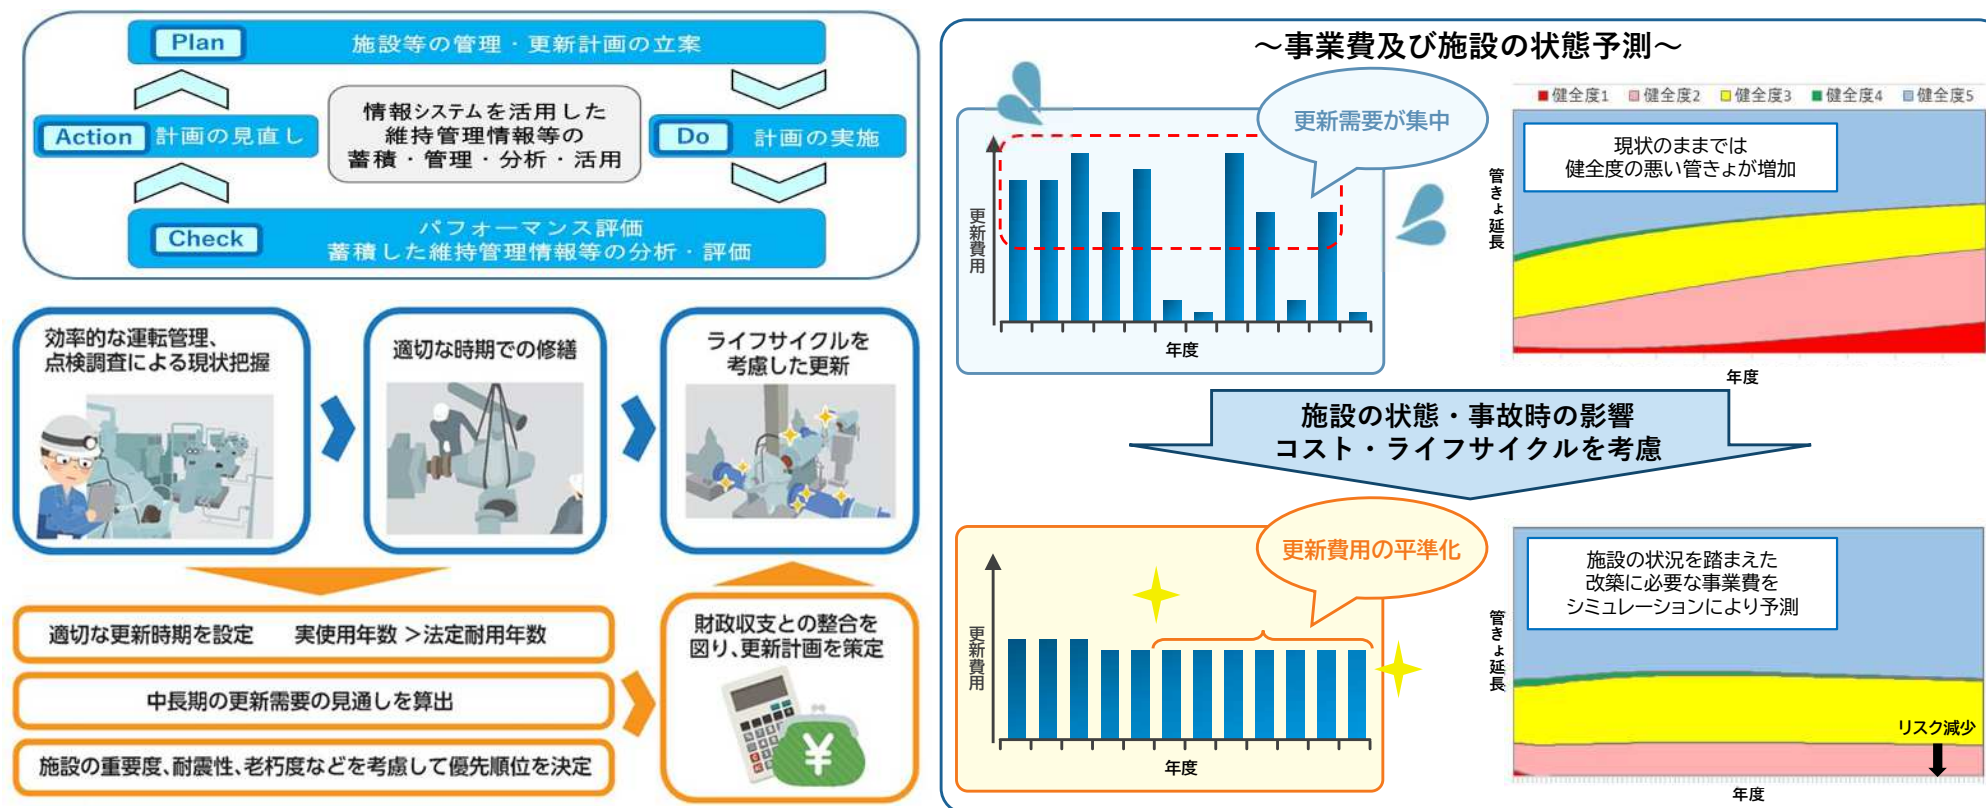 Plan
施設等の管理・更新計画の立案
Action
計画の見直し
情報システムを活用した
維持管理情報等の
蓄積・管理・分析・活用
Do
計画の実施
Check
パフォーマンス評価
蓄積した維持管理情報等の分析・評価
効率的な運転管理、
点検調査による現状把握
適切な時期での修繕
ライフサイクルを
考慮した更新
適切な更新時期を設定 実使用年数＞法定耐用年数
中長期の更新需要の見通しを算出
施設の重要度、耐震性、老朽度などを考慮して優先順位を決定
財政収支との整合を
図り、更新計画を策定
¥
～事業費及び施設の状態予測～
更新需要が集中
更新費用
年度
健全度1 健全度2 健全度3 健全度4 健全度5
現状のままでは
健全度の悪い管きょが増加
管きょ延長
年度
施設の状態・事故時の影響
コスト・ライフサイクルを考慮
更新費用の平準化
更新費用
年度
施設の状況を踏まえた
改築に必要な事業費を
シミュレーションにより予測
管きょ延長
リスク減少
年度